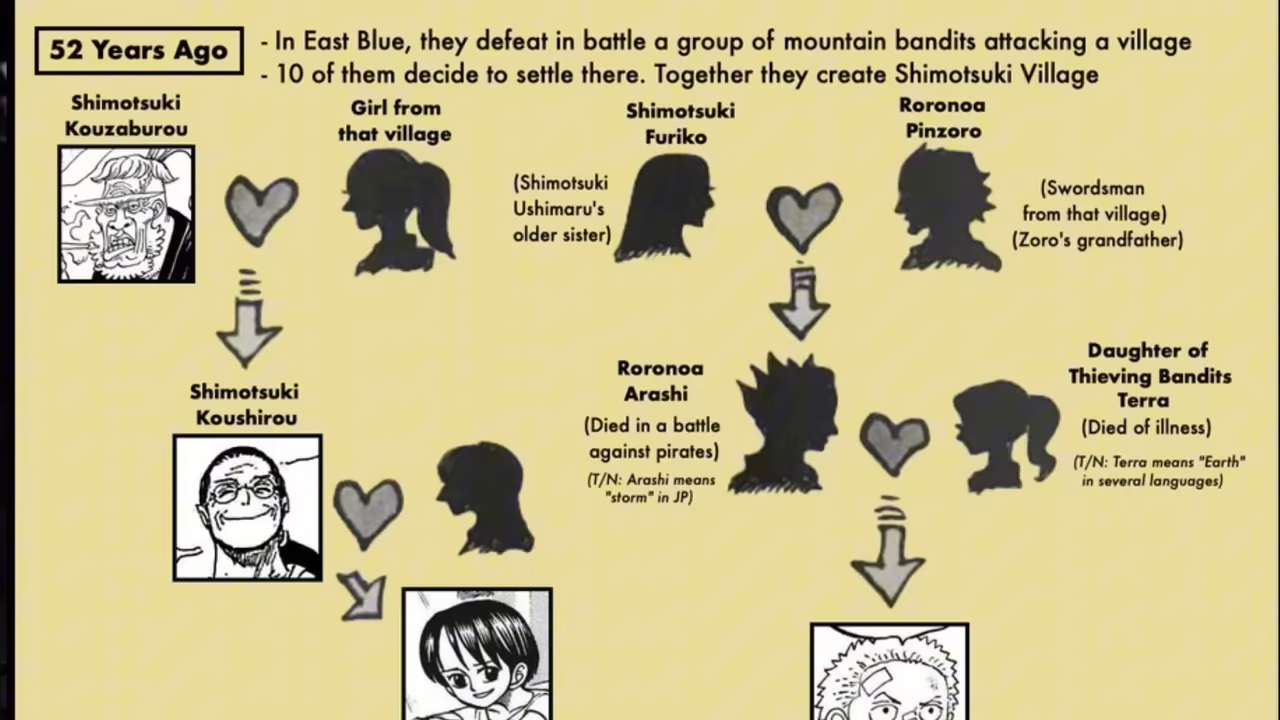 52 Years Ago
- In East Blue, they defeat in battle a group of mountain bandits attacking a village
- 10 of them decide to settle there. Together they create Shimotsuki Village
Shimotsuki
Kouzaburou
Girl from
that village
Shimotsuki
Furiko
Roronoa
Pinzoro
(Shimotsuki
Ushimaru's
older sister)
(Swordsman
from that village)
(Zoro's grandfather)
Shimotsuki
Koushirou
Roronoa
Arashi
(Died in a battle
against pirates)
(T/N: Arashi means
"storm" in JP)
Daughter of
Thieving Bandits
Terra
(Died of illness)
(T/N: Terra means "Earth"
in several languages)